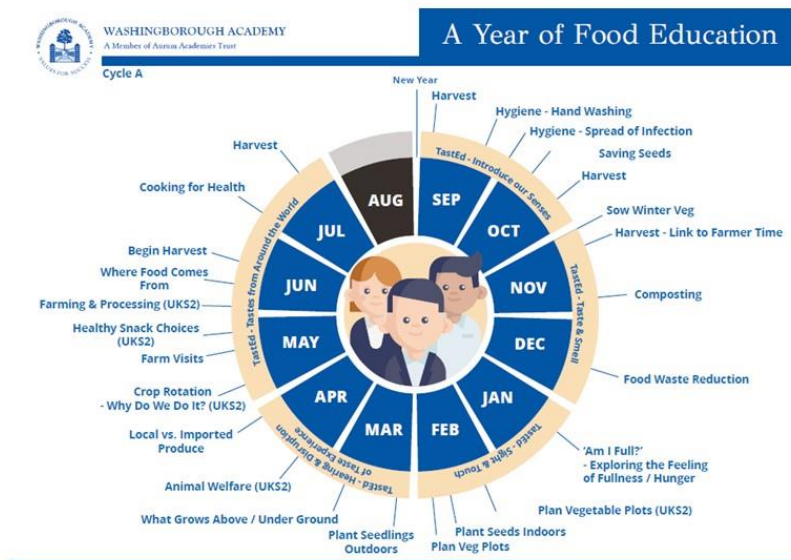 WASHINGBOROUGH ACADEMY
VALUES FOR SUCCESS
WASHINGBOROUGH ACADEMY
A Member of Aurum Academies Trust
A Year of Food Education
Cycle A
New Year
Harvest
Hygiene - Hand Washing
Hygiene - Spread of Infection
Saving Seeds
Harvest
Sow Winter Veg
Harvest - Link to Farmer Time
Composting
Food Waste Reduction
'Am I Full?'
- Exploring the Feeling
of Fullness / Hunger
Plan Vegetable Plots (UKS2)
Plant Seeds Indoors
Plan Veg Plots
Plant Seedlings
Outdoors
What Grows Above / Under Ground
Animal Welfare (UKS2)
Local vs. Imported
Produce
Crop Rotation
- Why Do We Do It? (UKS2)
Farm Visits
Healthy Snack Choices
(UKS2)
Farming & Processing (UKS2)
Where Food Comes
From
Begin Harvest
Cooking for Health
Harvest
TastEd - Introduce our Senses
TastEd - Taste & Smell
TastEd - Sight & Touch
TastEd - Hearing & Disruption
of Taste Experience
TastEd - Tastes from Around the World
SEP
OCT
NOV
DEC
JAN
FEB
MAR
APR
MAY
JUN
JUL
AUG